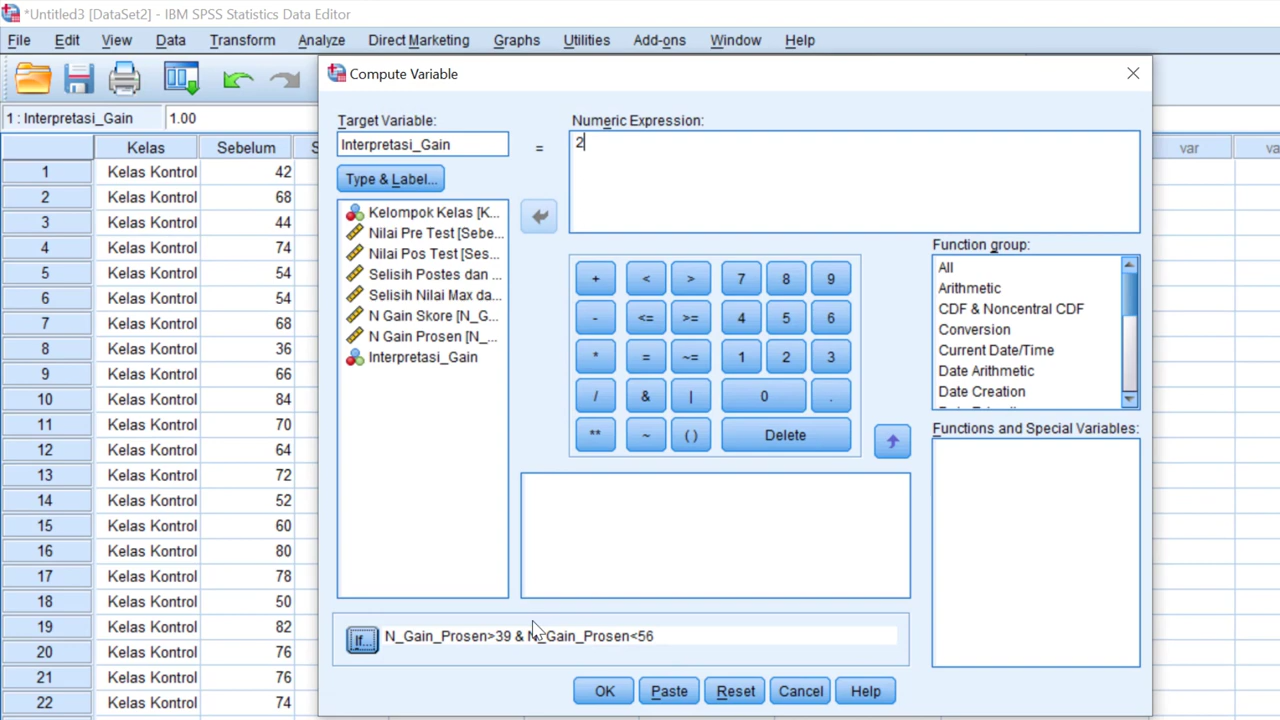 *Untitled3 [DataSet2] - IBM SPSS Statistics Data Editor
File Edit View Data Transform Analyze Direct Marketing Graphs Utilities Add-ons Window Help
Compute Variable
1 : Interpretasi_Gain 1.00
Target Variable:
Interpretasi_Gain
=
Numeric Expression:
2
Type & Label...
Kelompok Kelas [K...
Nilai Pre Test [Sebe...
Nilai Pos Test [Ses...
Selisih Postes dan ...
Selisih Nilai Max da...
N Gain Skore [N_G...
N Gain Prosen [N_...
Interpretasi_Gain
+ < > 7 8 9
- <= >= 4 5 6
* = ~= 1 2 3
/ & | 0 .
** ~ ( ) Delete
Function group:
All
Arithmetic
CDF & Noncentral CDF
Conversion
Current Date/Time
Date Arithmetic
Date Creation
Functions and Special Variables:
If... N_Gain_Prosen>39 & N_Gain_Prosen<56
OK Paste Reset Cancel Help
Kelas Sebelum S var va
1 Kelas Kontrol 42
2 Kelas Kontrol 68
3 Kelas Kontrol 44
4 Kelas Kontrol 74
5 Kelas Kontrol 54
6 Kelas Kontrol 54
7 Kelas Kontrol 68
8 Kelas Kontrol 36
9 Kelas Kontrol 66
10 Kelas Kontrol 84
11 Kelas Kontrol 70
12 Kelas Kontrol 64
13 Kelas Kontrol 72
14 Kelas Kontrol 52
15 Kelas Kontrol 60
16 Kelas Kontrol 80
17 Kelas Kontrol 78
18 Kelas Kontrol 50
19 Kelas Kontrol 82
20 Kelas Kontrol 76
21 Kelas Kontrol 76
22 Kelas Kontrol 74